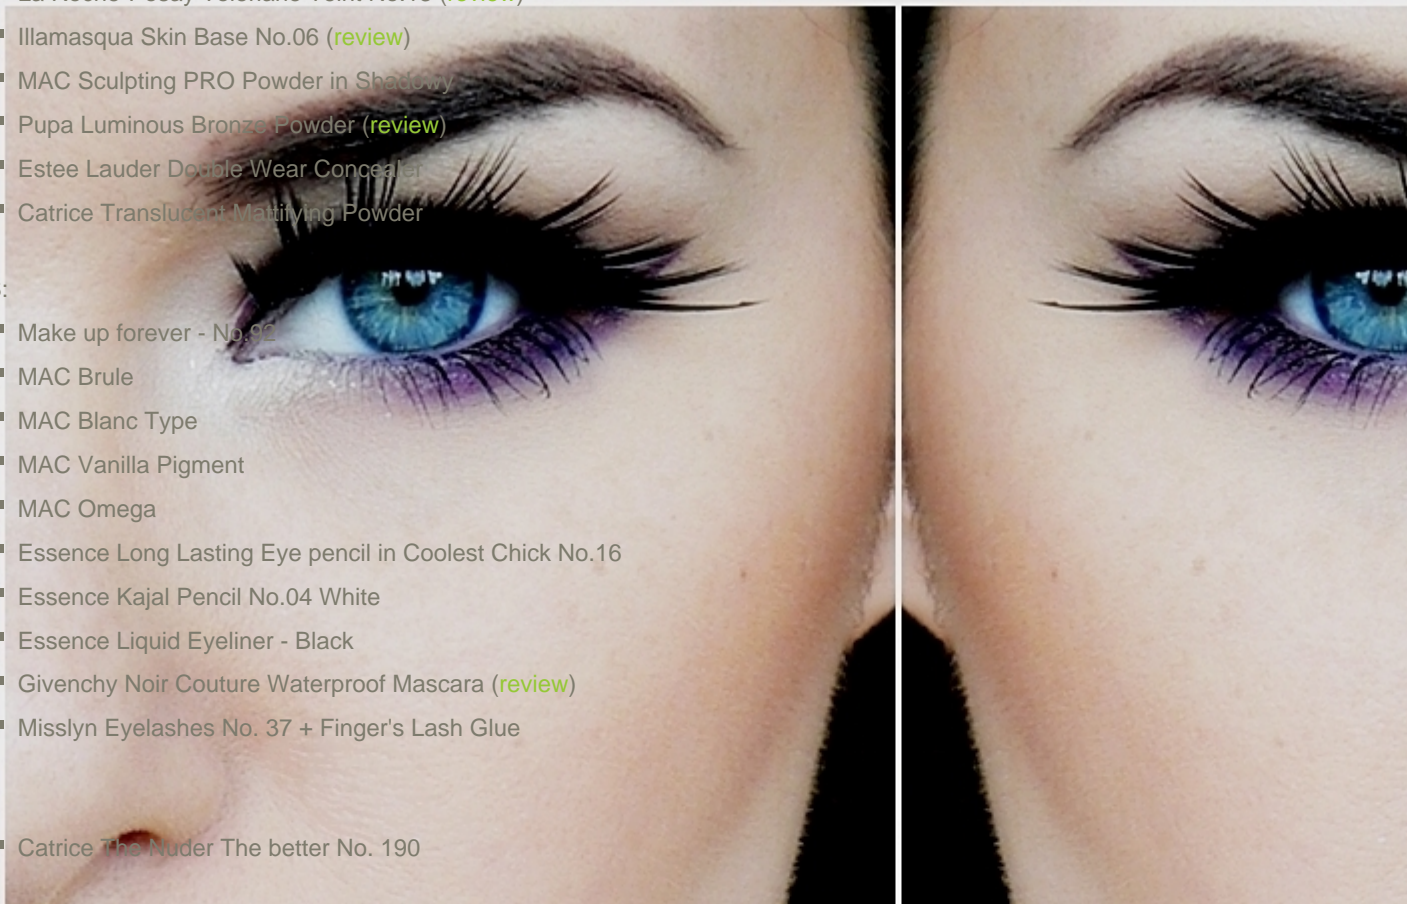 Illamasqua Skin Base No.06 (review)
MAC Sculpting PRO Powder in Shadowy
Pupa Luminous Bronze Powder (review)
Estee Lauder Double Wear Concealer
Catrice Translucent Mattifying Powder
Make up forever - No.92
MAC Brule
MAC Blanc Type
MAC Vanilla Pigment
MAC Omega
Essence Long Lasting Eye pencil in Coolest Chick No.16
Essence Kajal Pencil No.04 White
Essence Liquid Eyeliner - Black
Givenchy Noir Couture Waterproof Mascara (review)
Misslyn Eyelashes No. 37 + Finger's Lash Glue
Catrice The Nuder The better No. 190